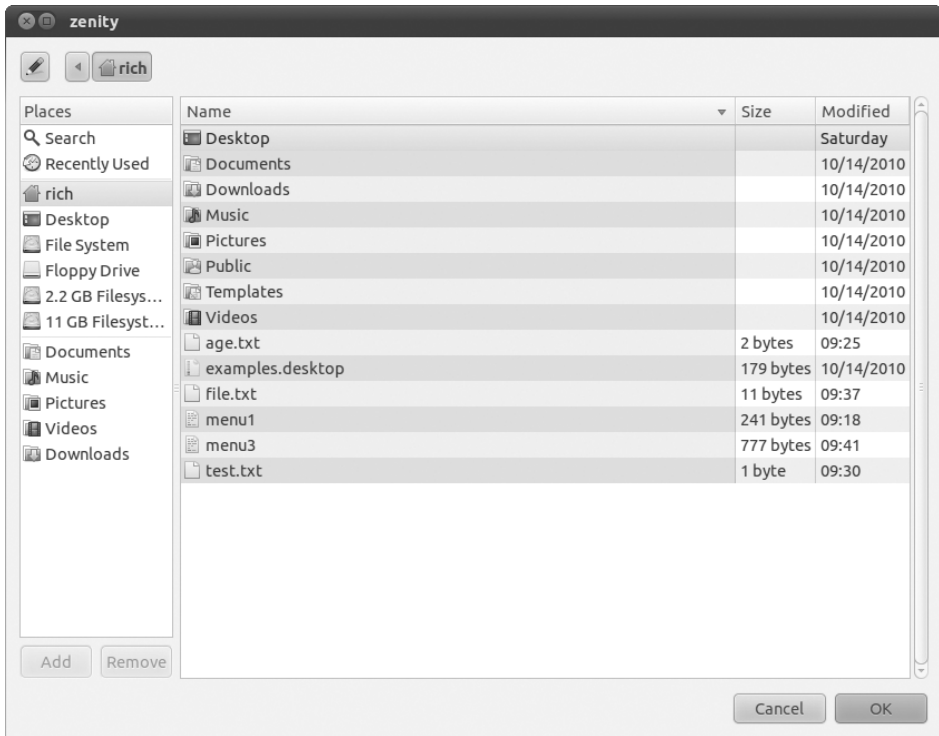 zenity
rich
Places
Search
Recently Used
rich
Desktop
File System
Floppy Drive
2.2 GB Filesys...
11 GB Filesyst...
Documents
Music
Pictures
Videos
Downloads
Add Remove
Name Size Modified
Desktop Saturday
Documents 10/14/2010
Downloads 10/14/2010
Music 10/14/2010
Pictures 10/14/2010
Public 10/14/2010
Templates 10/14/2010
Videos 10/14/2010
age.txt 2 bytes 09:25
examples.desktop 179 bytes 10/14/2010
file.txt 11 bytes 09:37
menu1 241 bytes 09:18
menu3 777 bytes 09:41
test.txt 1 byte 09:30
Cancel OK